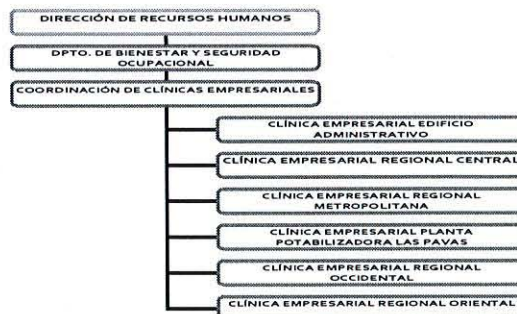 DIRECCIÓN DE RECURSOS HUMANOS
DPTO. DE BIENESTAR Y SEGURIDAD
OCUPACIONAL
COORDINACIÓN DE CLÍNICAS EMPRESARIALES
CLÍNICA EMPRESARIAL EDIFICIO
ADMINISTRATIVO
CLÍNICA EMPRESARIAL REGIONAL CENTRAL
CLÍNICA EMPRESARIAL REGIONAL
METROPOLITANA
CLÍNICA EMPRESARIAL PLANTA
POTABILIZADORA LAS PAVAS
CLÍNICA EMPRESARIAL REGIONAL
OCCIDENTAL
CLÍNICA EMPRESARIAL REGIONAL ORIENTAL